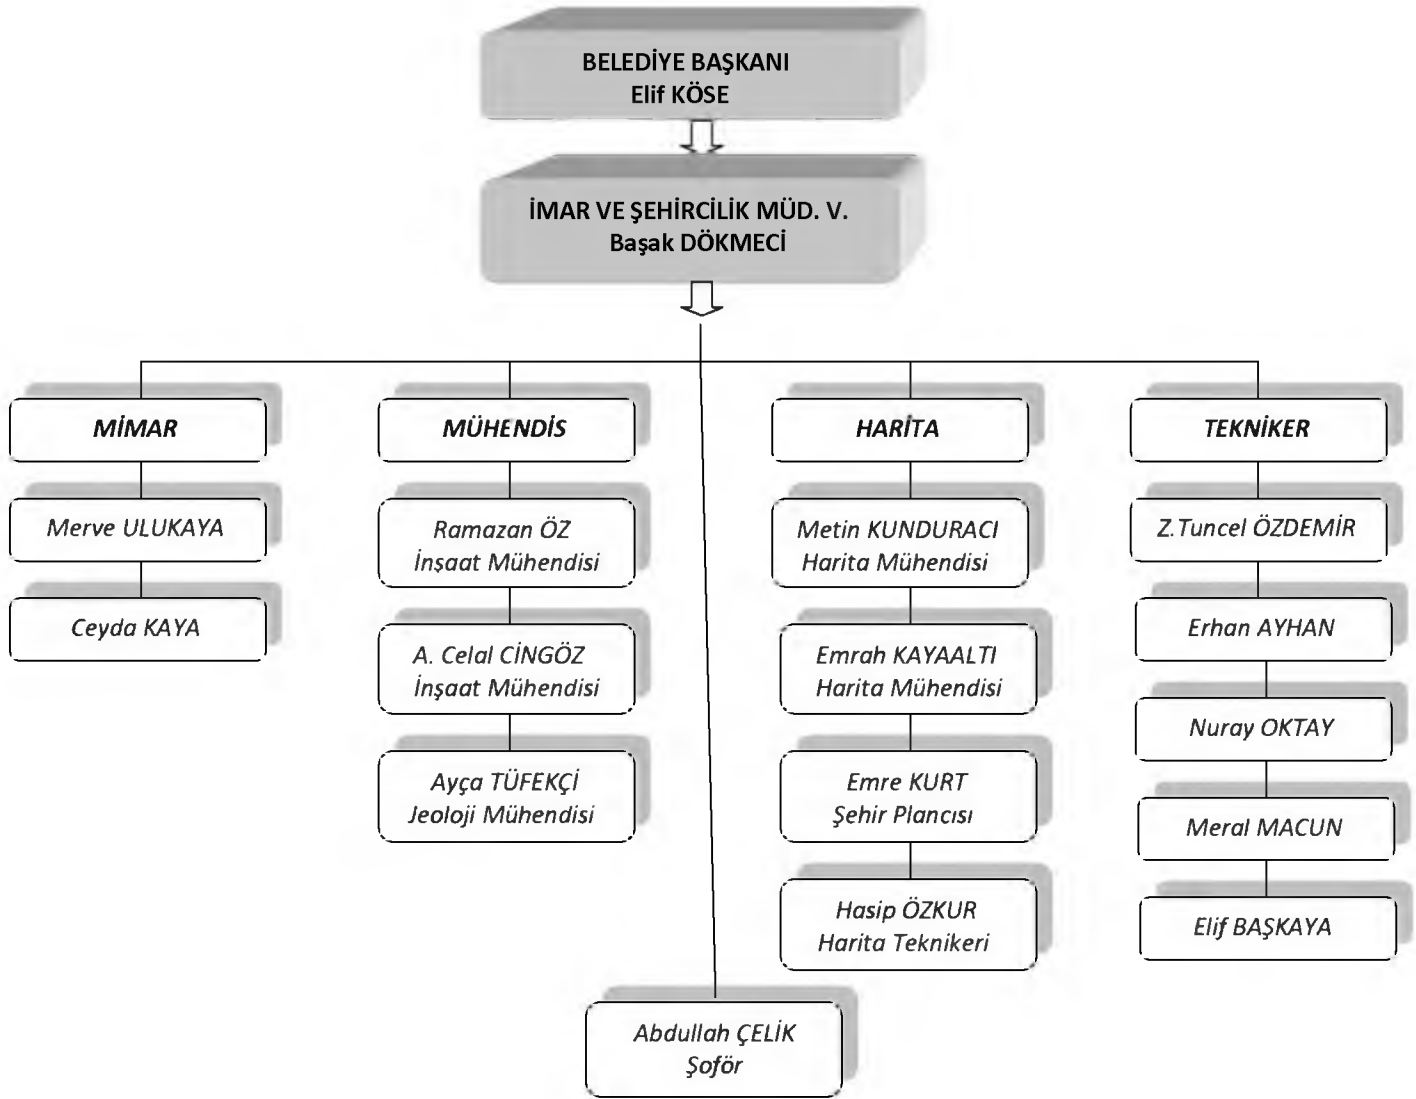 BELEDİYE BAŞKANI
Elif KÖSE
İMAR VE ŞEHİRCİLİK MÜD. V.
Başak DÖKMECİ
MİMAR
Merve ULUKAYA
Ceyda KAYA
MÜHENDİS
Ramazan ÖZ
İnşaat Mühendisi
A. Celal CİNGÖZ
İnşaat Mühendisi
Ayça TÜFEKÇİ
Jeoloji Mühendisi
HARİTA
Metin KUNDURACI
Harita Mühendisi
Emrah KAYAALTI
Harita Mühendisi
Emre KURT
Şehir Plancısı
Hasip ÖZKUR
Harita Teknikeri
TEKNİKER
Z.Tuncel ÖZDEMİR
Erhan AYHAN
Nuray OKTAY
Meral MACUN
Elif BAŞKAYA
Abdullah ÇELİK
Şoför